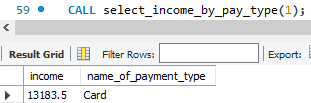 59 CALL select_income_by_pay_type(1);
Result Grid Filter Rows: Export:
income name_of_payment_type
13183.5 Card